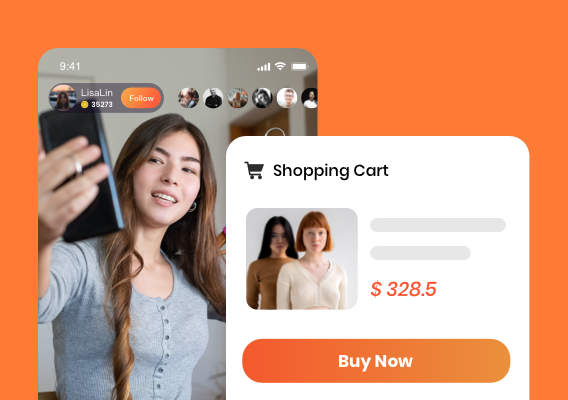 9:41
LisaLin
35273
Follow
Shopping Cart
$ 328.5
Buy Now